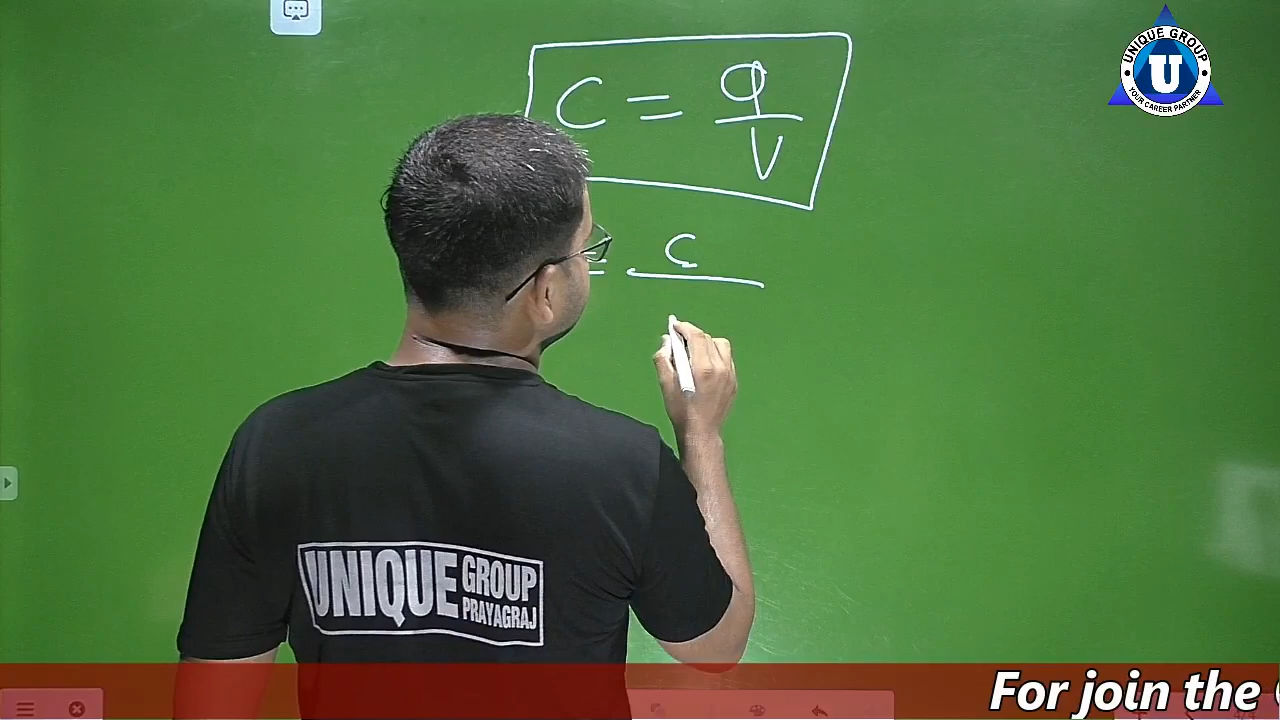 UNIQUE GROUP
U
YOUR CAREER PARTNER
C = q/V
= C
UNIQUE GROUP
PRAYAGRAJ
For join the